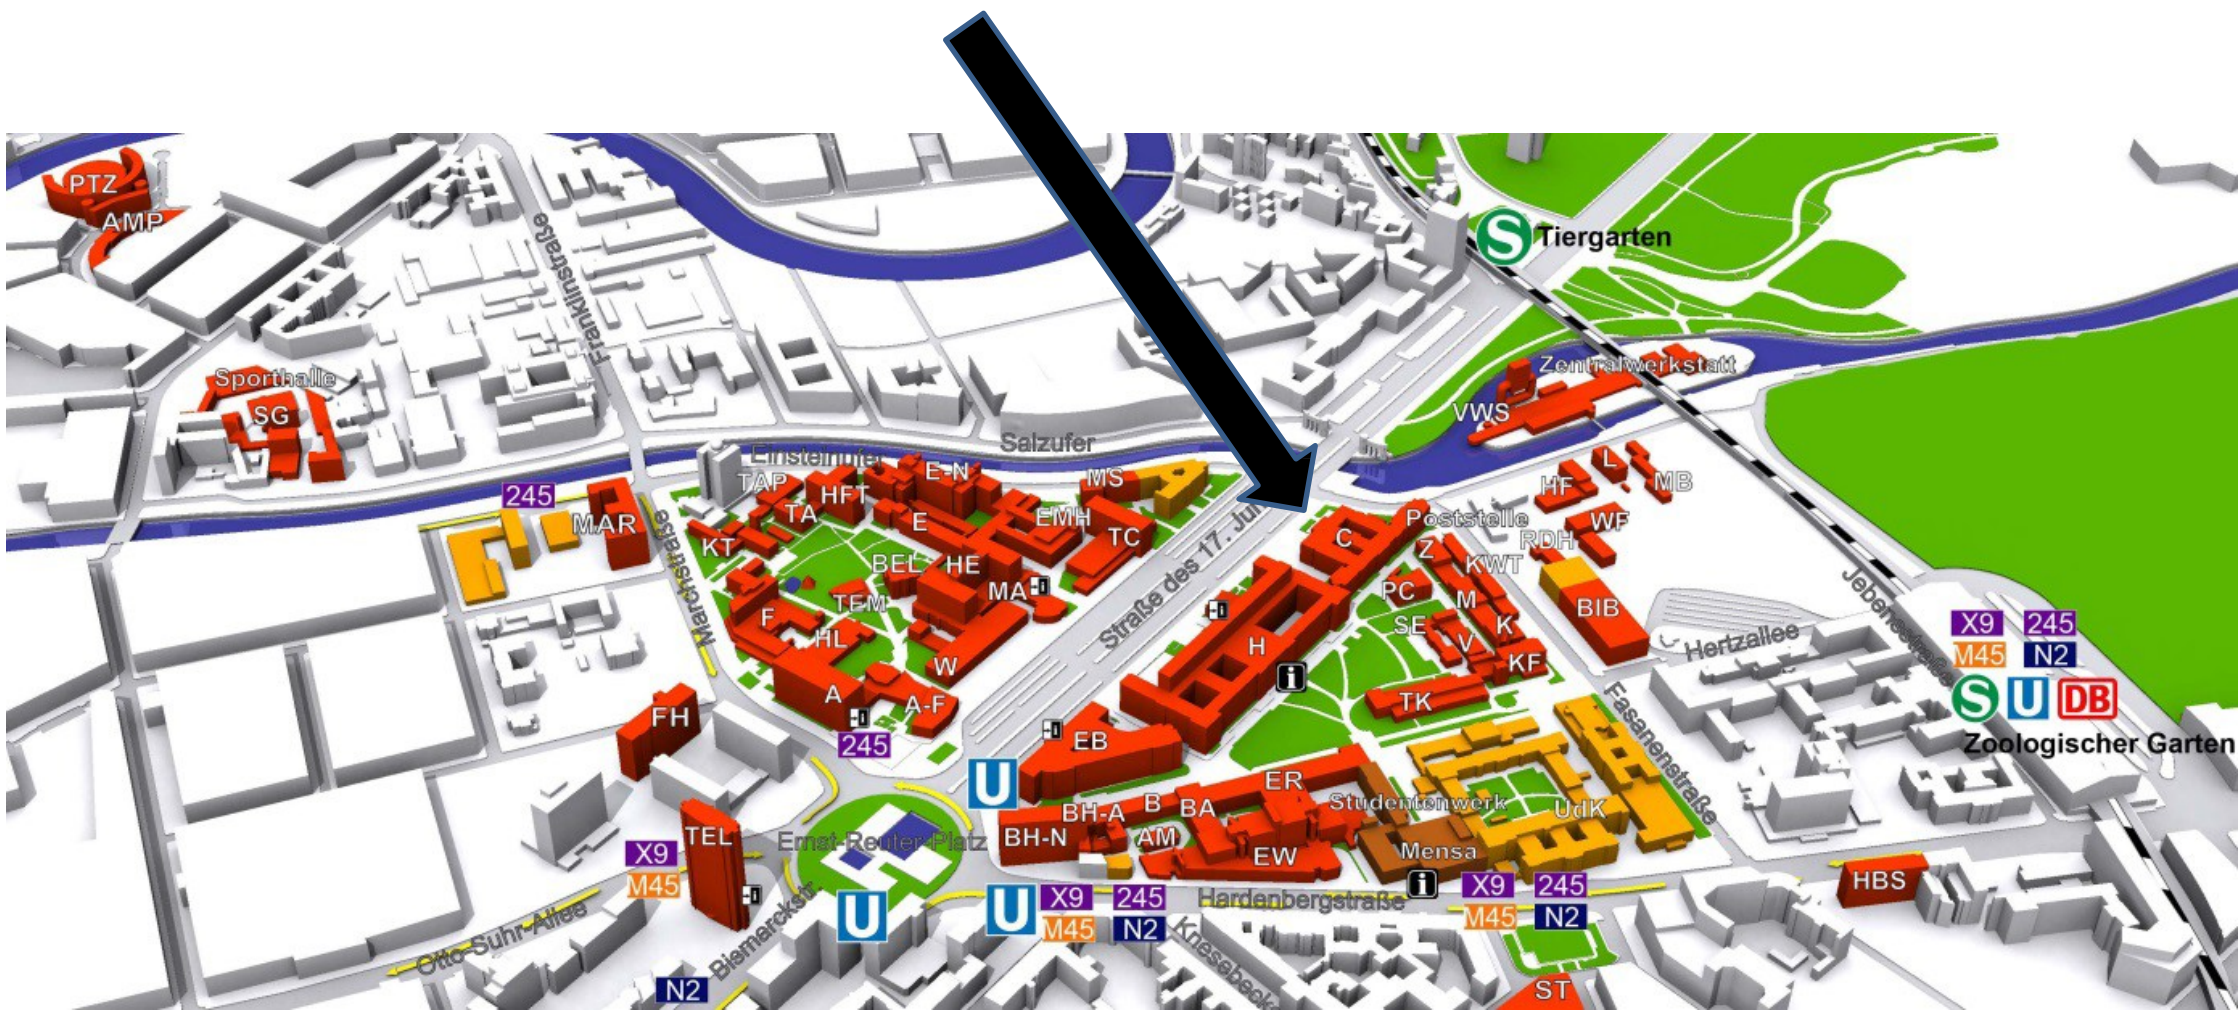 PTZ
AMP
Franklinstraße
S Tiergarten
Sporthalle
SG
Zentralwerkstatt
VWS
Salzufer
Einsteinufer
E-N
MS
TAP
HFT
TA
E
EMH
TC
245
MAR
KT
Marchstraße
BEL
HE
MA
TEM
F
HL
W
A
A-F
245
Straße des 17. Juni
C
Poststelle
Z
KWT
PC
M
SE
V
K
KF
H
i
TK
HF
L
MB
WF
RDH
BIB
Jebensstraße
Hertzallee
Fasanenstraße
X9 245
M45 N2
S U DB
Zoologischer Garten
FH
EB
U
ER
B
BA
BH-A
BH-N
AM
EW
Studentenwerk
UdK
Mensa
i
TEL
Ernst-Reuter-Platz
X9
M45
U
U
X9 245
M45 N2
Hardenbergstraße
X9 245
M45 N2
HBS
Otto-Suhr-Allee
Bismarckstr.
N2
Knesebeck
ST